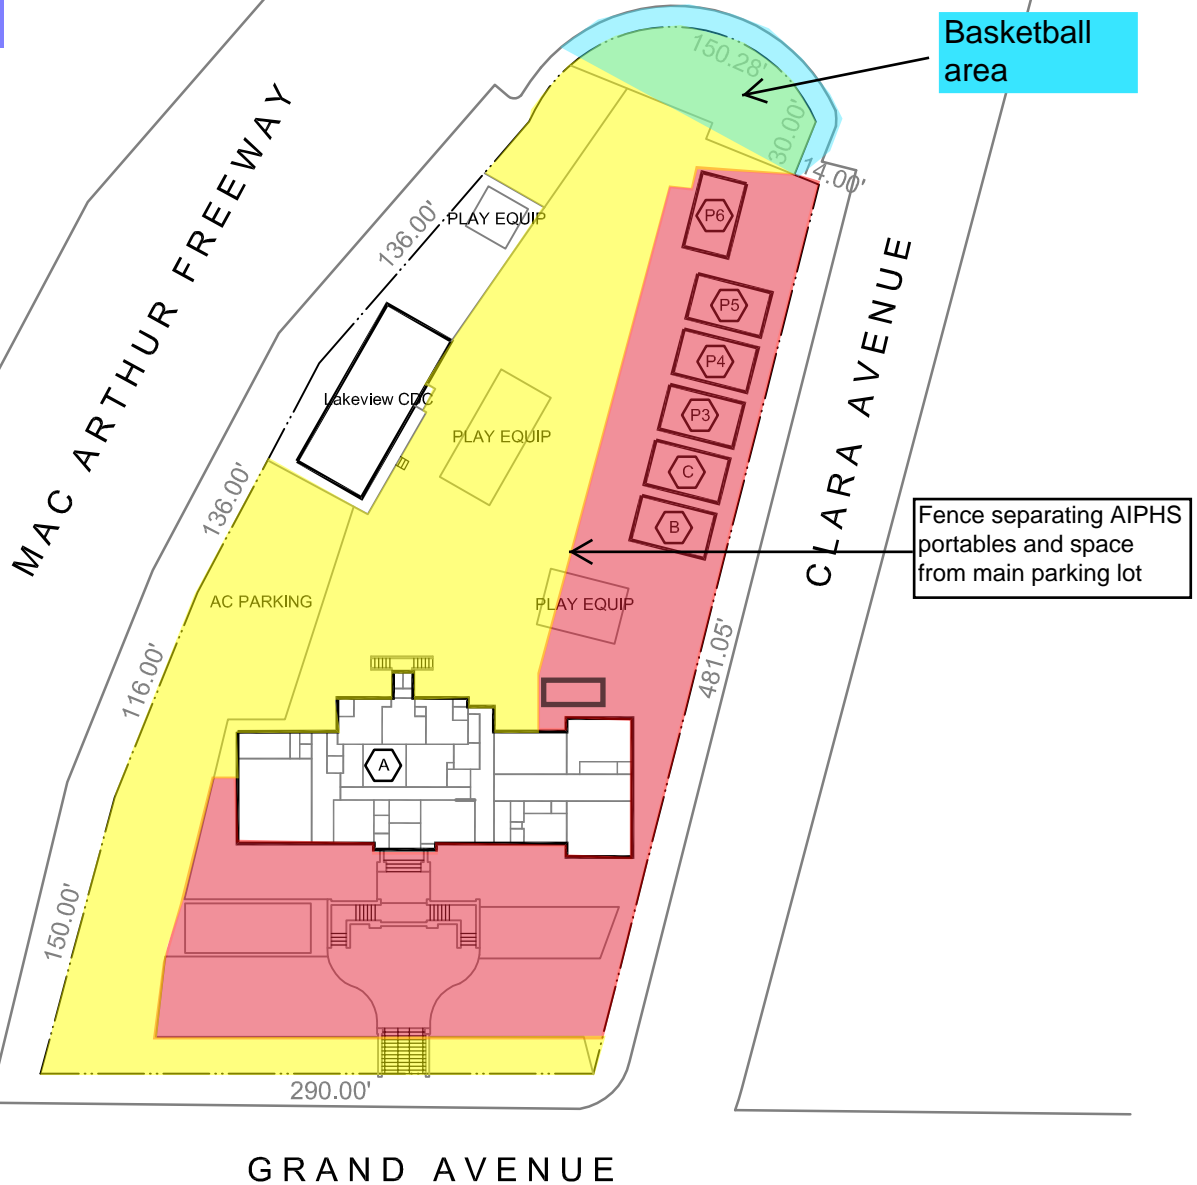 Basketball
area
150.28'
30.00'
14.00'
MAC ARTHUR FREEWAY
136.00'
PLAY EQUIP
P6
P5
P4
P3
C
B
CLARA AVENUE
Lakeview CDC
PLAY EQUIP
136.00'
Fence separating AIPHS
portables and space
from main parking lot
AC PARKING
PLAY EQUIP
116.00'
481.05'
A
150.00'
290.00'
GRAND AVENUE